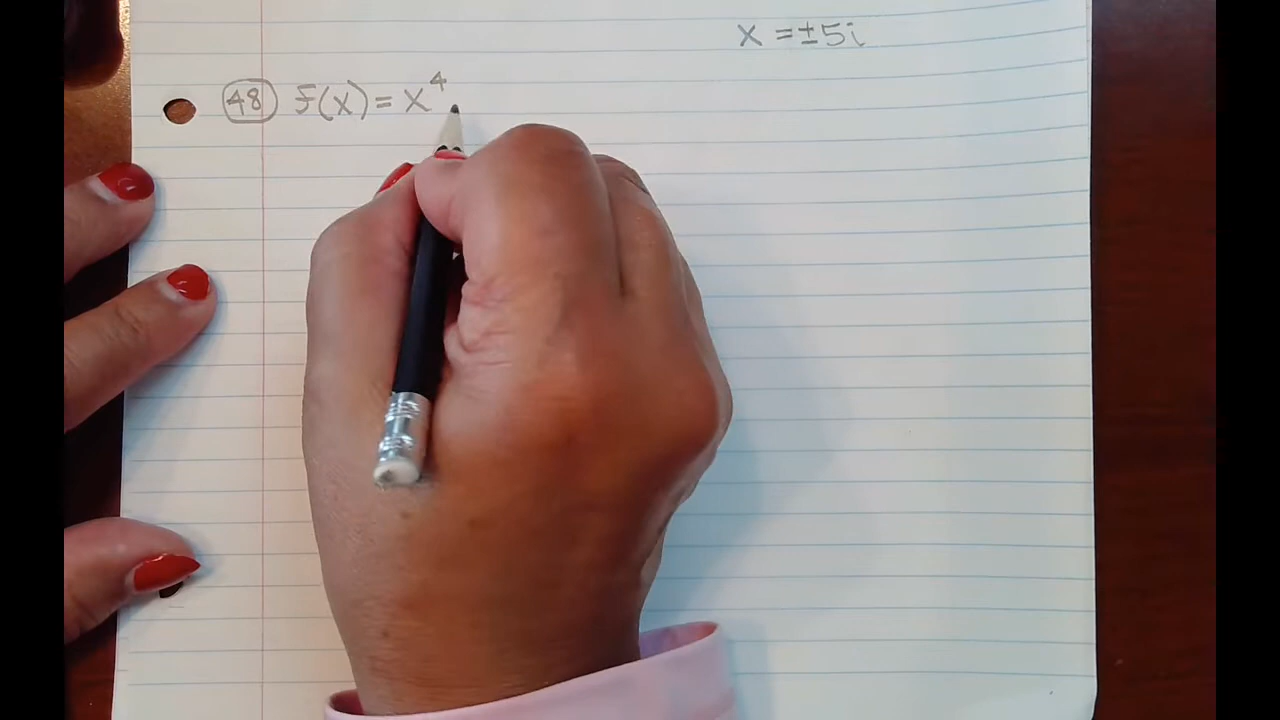 x = ±5i
48 f(x) = x⁴